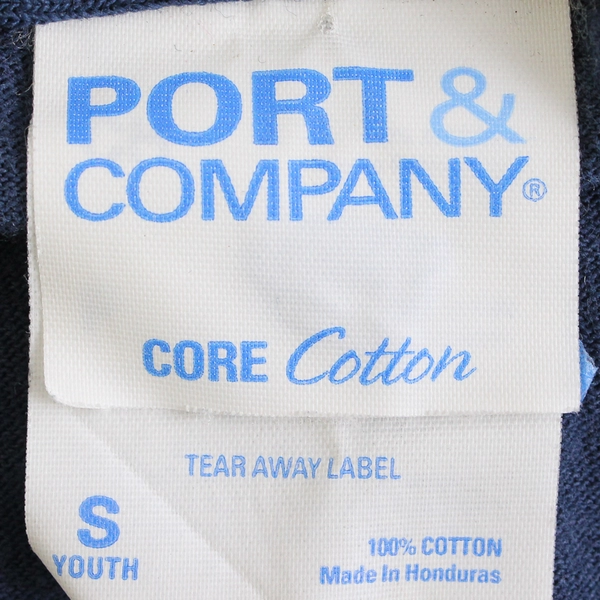 PORT &
COMPANY®
CORE Cotton
TEAR AWAY LABEL
S
YOUTH
100% COTTON
Made In Honduras